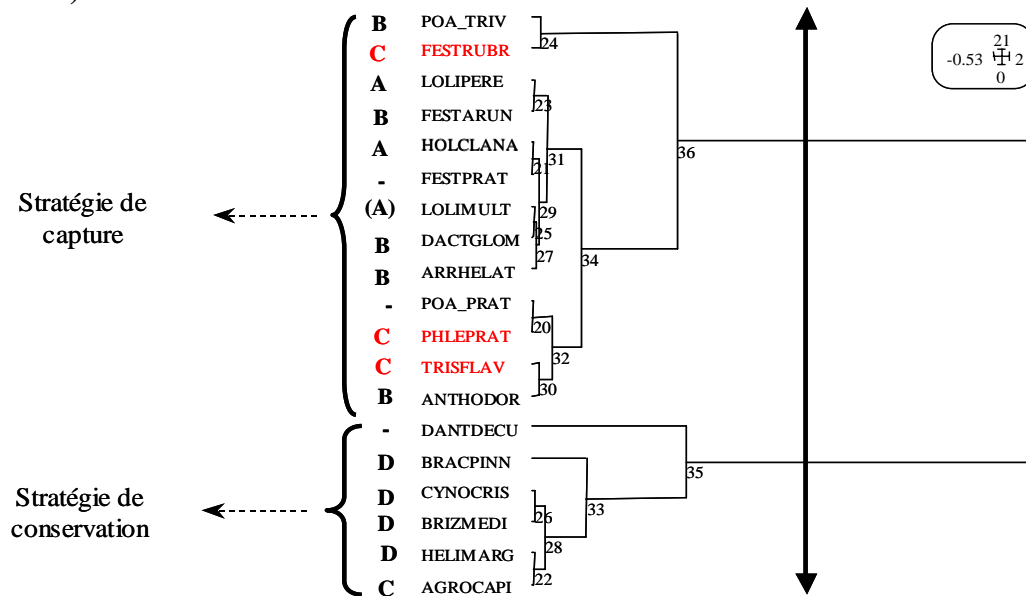 B POA_TRIV
24
C FESTRUBR
21
-0.53 2
0
A LOLIPERE
23
B FESTARUN
A HOLCLANA
31
36
21
- FESTPRAT
Stratégie de
capture
(A) LOLIMULT
29
25
B DACTGLOM
27
34
B ARRHELAT
- POA_PRAT
20
C PHLEPRAT
32
C TRISFLAV
30
B ANTHODOR
- DANTDECU
D BRACPINN
35
Stratégie de
conservation
D CYNOCRIS
33
26
D BRIZMEDI
28
D HELIMARG
22
C AGROCAPI